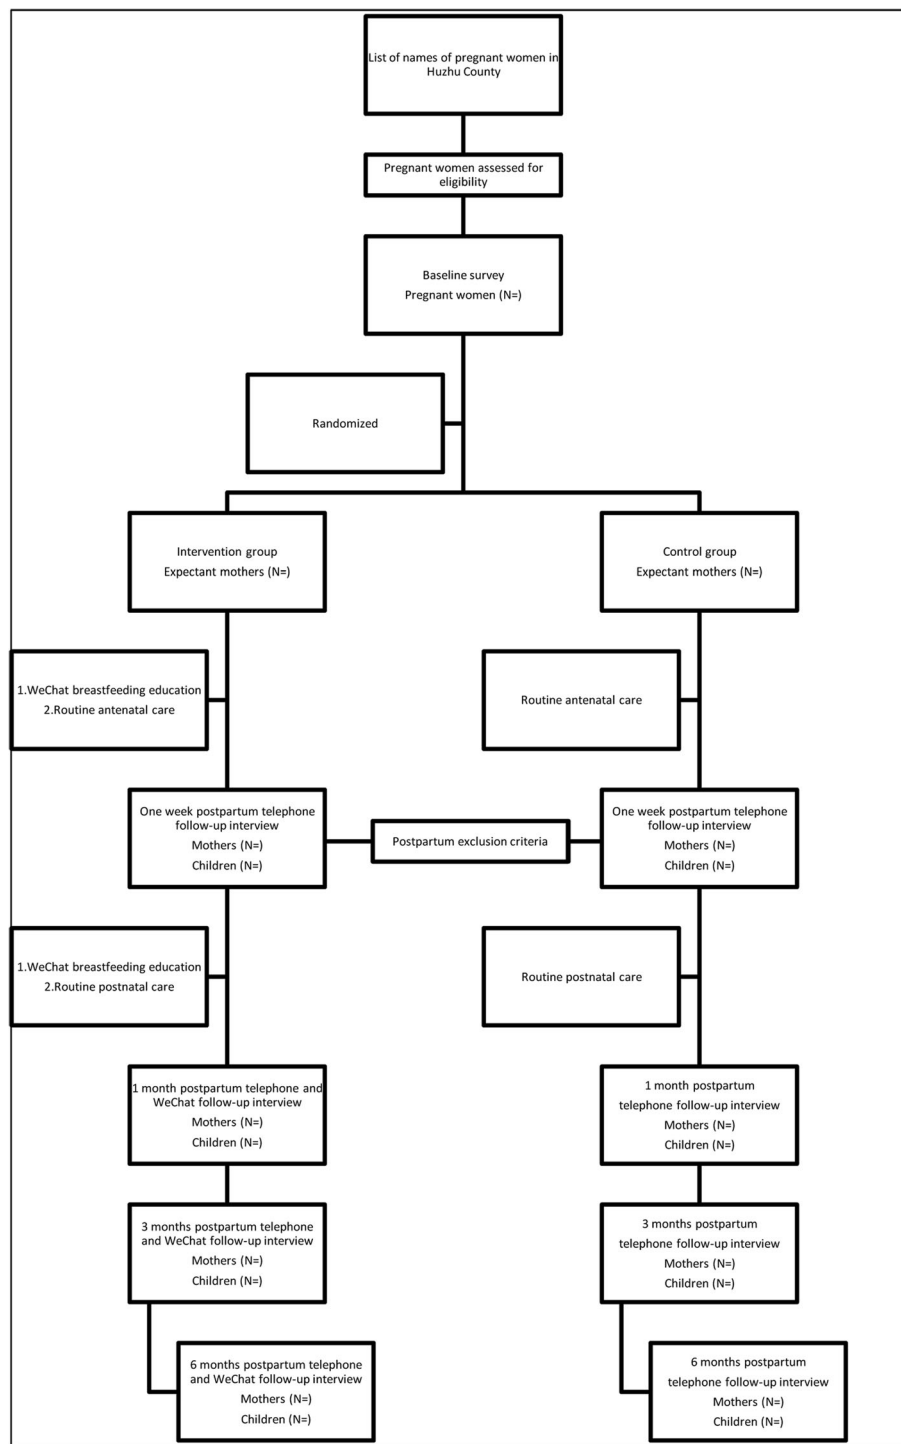 List of names of pregnant women in
Huzhu County
Pregnant women assessed for
eligibility
Baseline survey
Pregnant women (N=)
Randomized
Intervention group
Expectant mothers (N=)
Control group
Expectant mothers (N=)
1.WeChat breastfeeding education
2.Routine antenatal care
Routine antenatal care
One week postpartum telephone
follow-up interview
Mothers (N=)
Children (N=)
Postpartum exclusion criteria
One week postpartum telephone
follow-up interview
Mothers (N=)
Children (N=)
1.WeChat breastfeeding education
2.Routine postnatal care
Routine postnatal care
1 month postpartum telephone and
WeChat follow-up interview
Mothers (N=)
Children (N=)
1 month postpartum
telephone follow-up interview
Mothers (N=)
Children (N=)
3 months postpartum telephone
and WeChat follow-up interview
Mothers (N=)
Children (N=)
3 months postpartum
telephone follow-up interview
Mothers (N=)
Children (N=)
6 months postpartum telephone
and WeChat follow-up interview
Mothers (N=)
Children (N=)
6 months postpartum
telephone follow-up interview
Mothers (N=)
Children (N=)